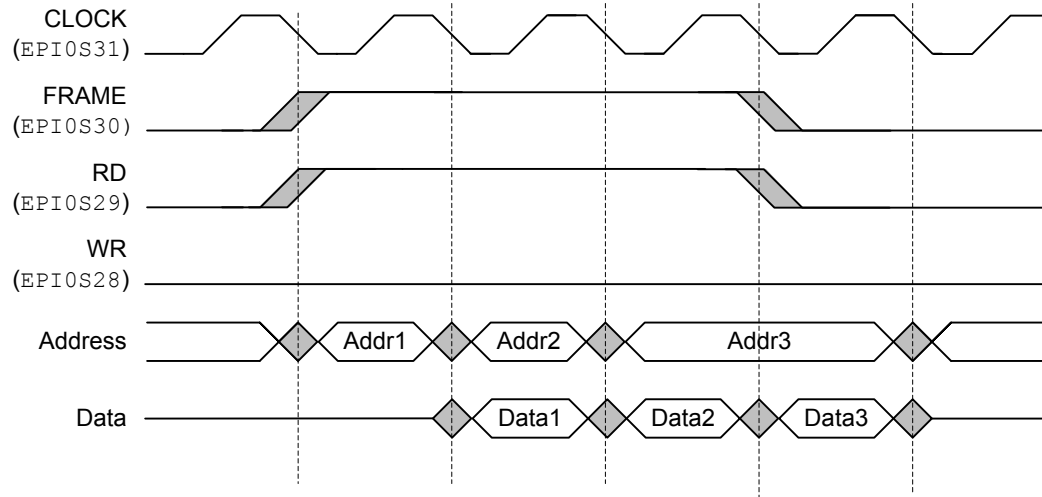 CLOCK
(EPI0S31)
FRAME
(EPI0S30)
RD
(EPI0S29)
WR
(EPI0S28)
Address Addr1 Addr2 Addr3
Data Data1 Data2 Data3